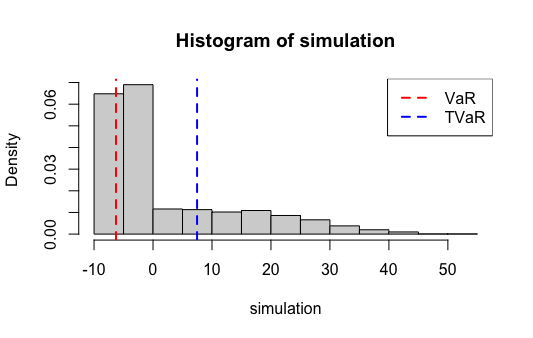 Histogram of simulation
VaR
TVaR
Density
0.06
0.03
0.00
-10 0 10 20 30 40 50
simulation